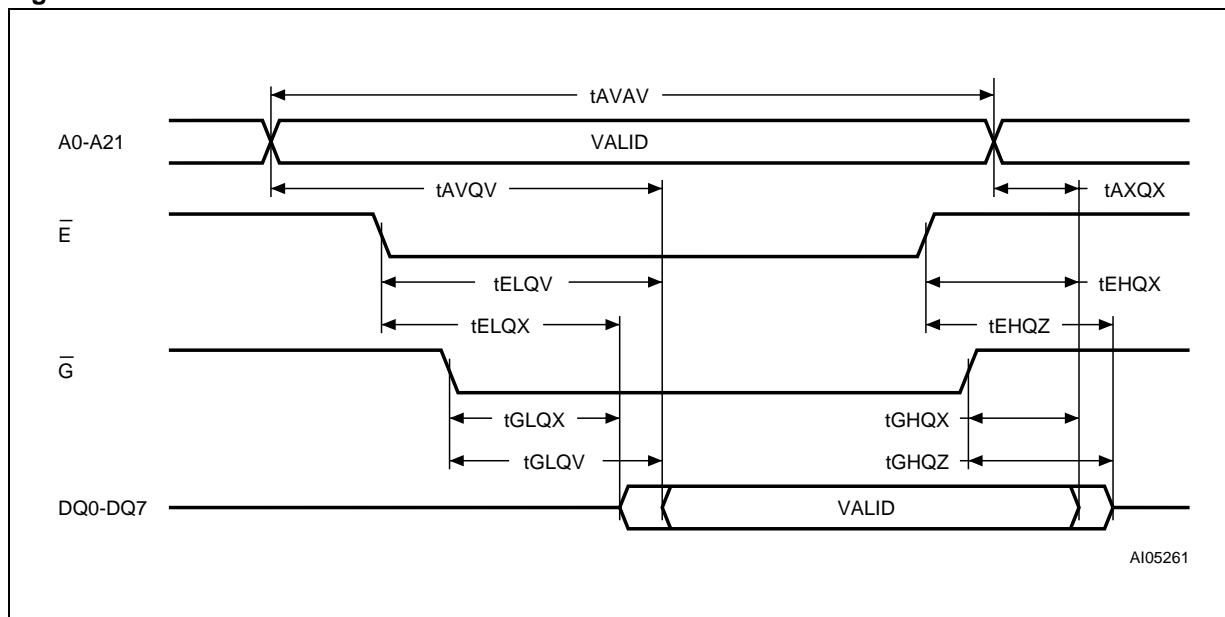 tAVAV
A0-A21
VALID
tAVQV
tAXQX
E̅
tELQV
tEHQX
tELQX
tEHQZ
G̅
tGLQX
tGHQX
tGLQV
tGHQZ
DQ0-DQ7
VALID
AI05261